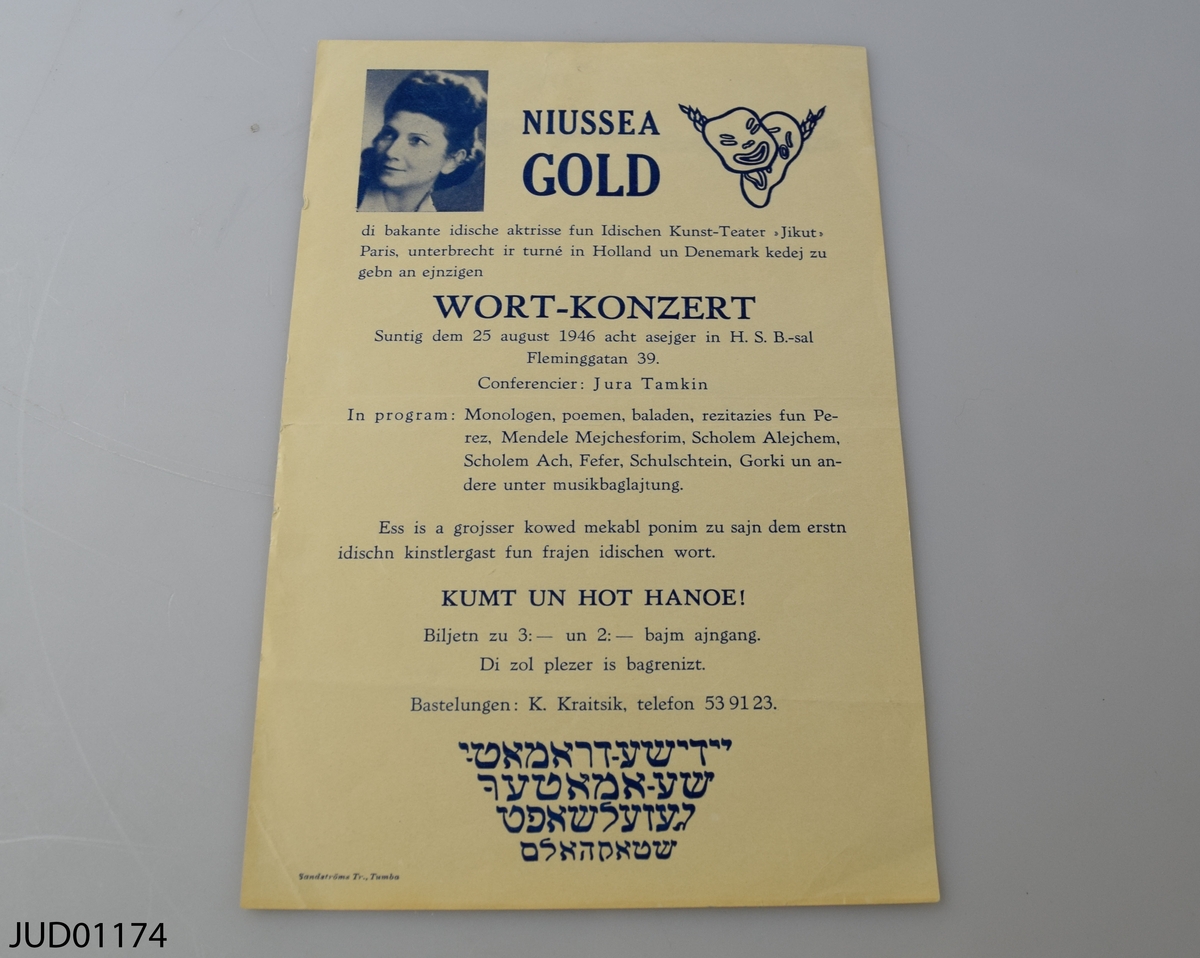 NIUSSEA
GOLD
di bakante idische aktrisse fun Idischen Kunst-Teater »Jikut»
Paris, unterbrecht ir turné in Holland un Denemark kedej zu
gebn an ejnzigen
WORT-KONZERT
Suntig dem 25 august 1946 acht asejger in H. S. B.-sal
Fleminggatan 39.
Conferencier: Jura Tamkin
In program: Monologen, poemen, baladen, rezitazies fun Pe-
rez, Mendele Mejchesforim, Scholem Alejchem,
Scholem Ach, Fefer, Schulschtein, Gorki un an-
dere unter musikbaglajtung.
Ess is a grojsser kowed mekabl ponim zu sajn dem erstn
idischn kinstlergast fun frajen idischen wort.
KUMT UN HOT HANOE!
Biljetn zu 3:— un 2:— bajm ajngang.
Di zol plezer is bagrenizt.
Bastelungen: K. Kraitsik, telefon 53 91 23.
יידישע-דראמאטי-
שע-אמאטער
געזעלשאפט
שטאקהאלם
Sandströms Tr., Tumba
JUD01174